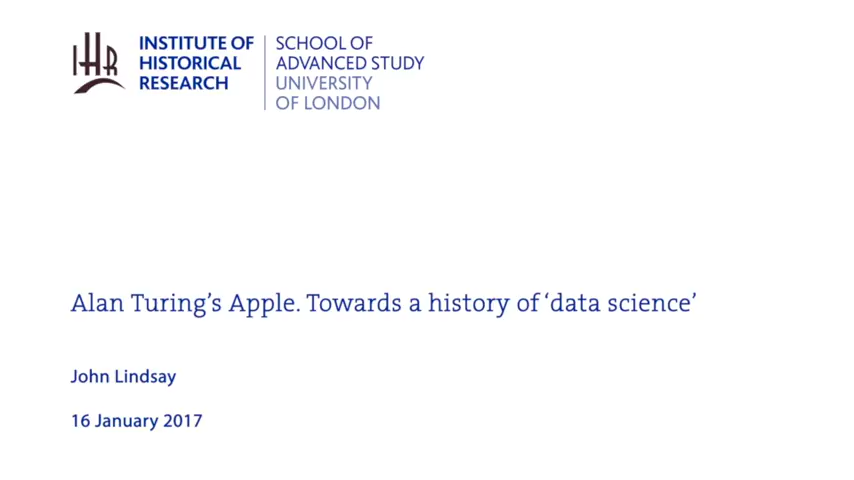 IHR
INSTITUTE OF
HISTORICAL
RESEARCH
SCHOOL OF
ADVANCED STUDY
UNIVERSITY
OF LONDON
Alan Turing’s Apple. Towards a history of ‘data science’
John Lindsay
16 January 2017